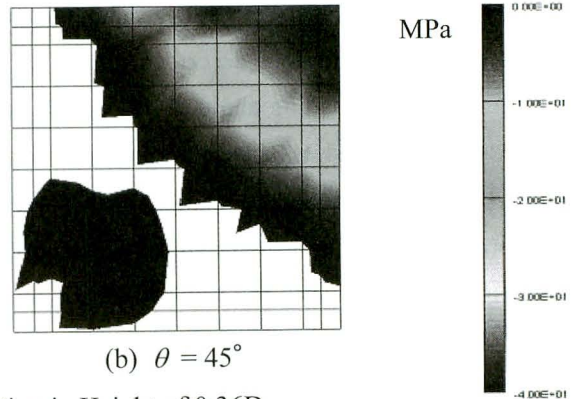 MPa
0.00E+00
-1.00E+01
-2.00E+01
-3.00E+01
-4.00E+01
(b) θ = 45°
in Height of 0.36D